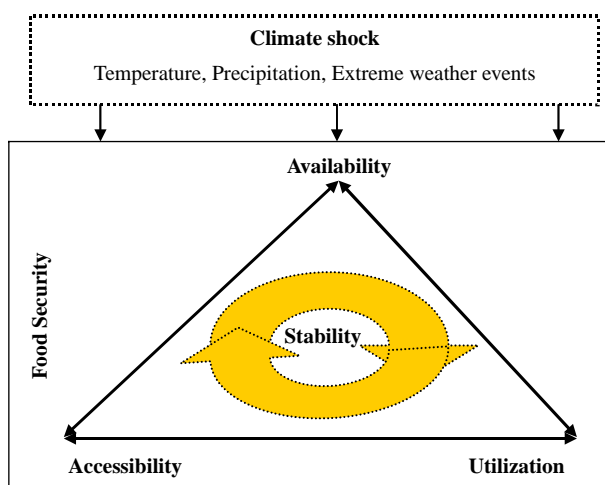 Climate shock
Temperature, Precipitation, Extreme weather events
Availability
Food Security
Stability
Accessibility
Utilization